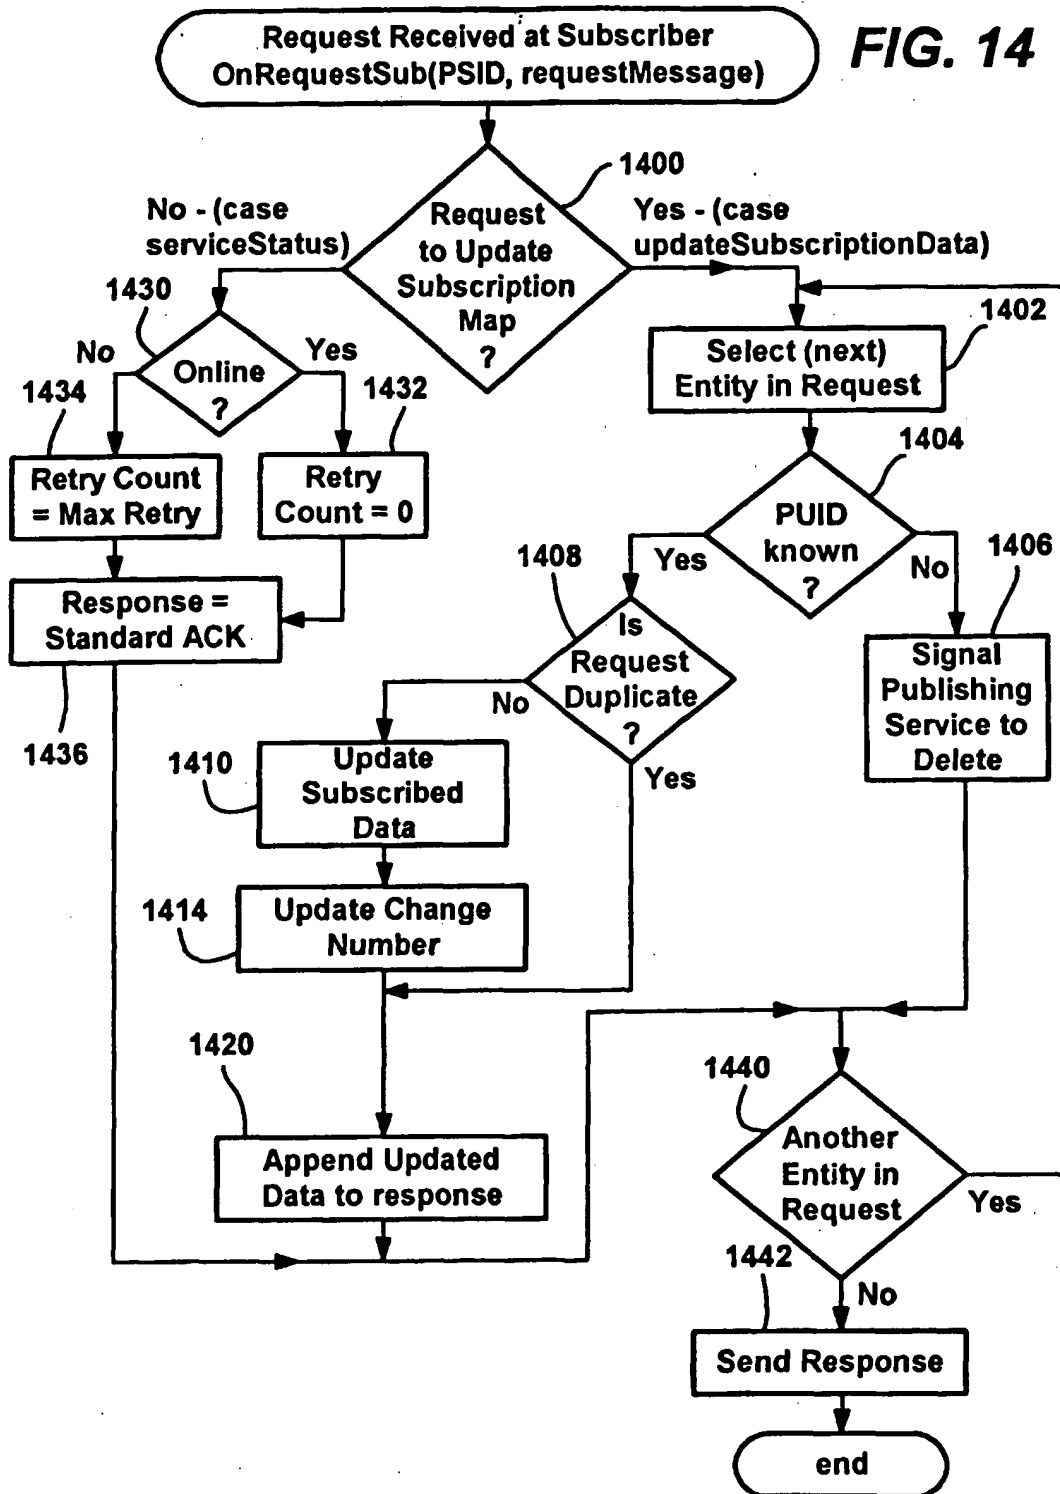 Request Received at Subscriber
OnRequestSub(PSID, requestMessage)
FIG. 14
1400
Request
to Update
Subscription
Map
?
No - (case
serviceStatus)
Yes - (case
updateSubscriptionData)
1430
Online
?
No
Yes
1402
Select (next)
Entity in Request
1434
Retry Count
= Max Retry
1432
Retry
Count = 0
1404
PUID
known
?
Yes
No
1408
Is
Request
Duplicate
?
No
Yes
1406
Signal
Publishing
Service to
Delete
Response =
Standard ACK
1436
1410
Update
Subscribed
Data
1414
Update Change
Number
1420
Append Updated
Data to response
1440
Another
Entity in
Request
Yes
No
1442
Send Response
end